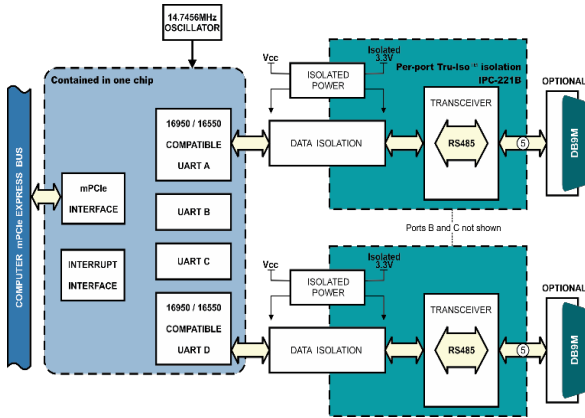 14.7456MHz
OSCILLATOR
Contained in one chip
COMPUTER mPCIe EXPRESS BUS
mPCIe
INTERFACE
INTERRUPT
INTERFACE
16950 / 16550
COMPATIBLE
UART A
UART B
UART C
16950 / 16550
COMPATIBLE
UART D
Vcc
Isolated
3.3V
ISOLATED
POWER
DATA ISOLATION
Per-port Tru-Iso™ isolation
IPC-221B
TRANSCEIVER
RS485
5
OPTIONAL
DB9M
Ports B and C not shown
Vcc
Isolated
3.3V
ISOLATED
POWER
DATA ISOLATION
TRANSCEIVER
RS485
5
OPTIONAL
DB9M